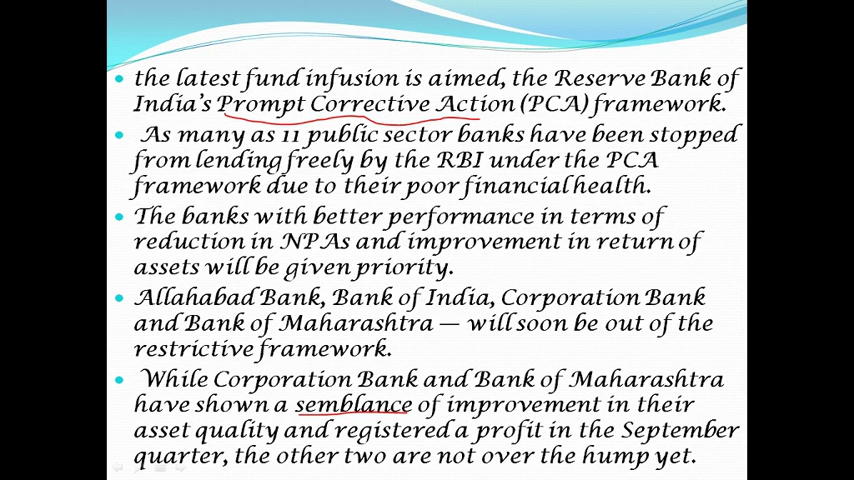 • the latest fund infusion is aimed, the Reserve Bank of
India's Prompt Corrective Action (PCA) framework.
• As many as 11 public sector banks have been stopped
from lending freely by the RBI under the PCA
framework due to their poor financial health.
• The banks with better performance in terms of
reduction in NPAs and improvement in return of
assets will be given priority.
• Allahabad Bank, Bank of India, Corporation Bank
and Bank of Maharashtra — will soon be out of the
restrictive framework.
• While Corporation Bank and Bank of Maharashtra
have shown a semblance of improvement in their
asset quality and registered a profit in the September
quarter, the other two are not over the hump yet.